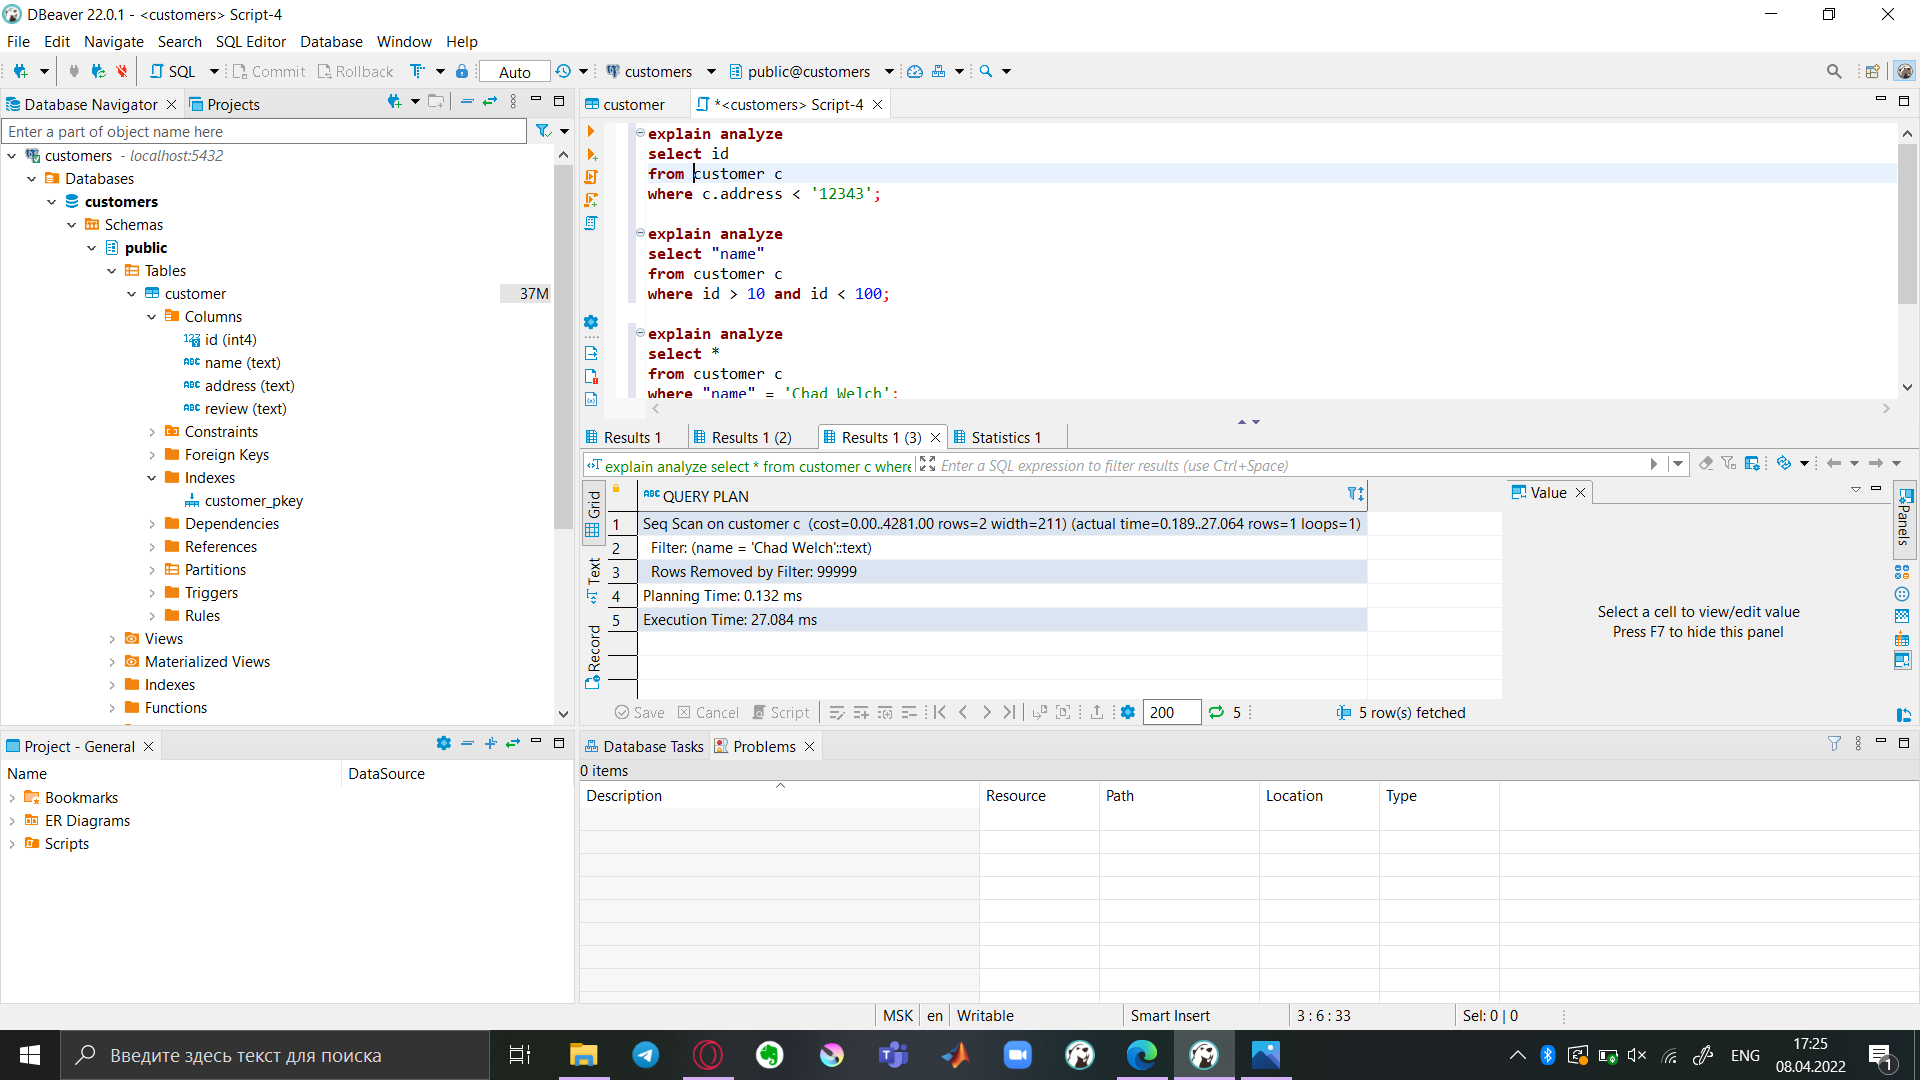 DBeaver 22.0.1 - <customers> Script-4
File Edit Navigate Search SQL Editor Database Window Help
SQL Commit Rollback Auto customers public@customers
Database Navigator Projects
Enter a part of object name here
customers - localhost:5432
Databases
customers
Schemas
public
Tables
customer 37M
Columns
id (int4)
name (text)
address (text)
review (text)
Constraints
Foreign Keys
Indexes
customer_pkey
Dependencies
References
Partitions
Triggers
Rules
Views
Materialized Views
Indexes
Functions
customer *<customers> Script-4
explain analyze
select id
from customer c
where c.address < '12343';
explain analyze
select "name"
from customer c
where id > 10 and id < 100;
explain analyze
select *
from customer c
where "name" = 'Chad Welch';
Results 1 Results 1 (2) Results 1 (3) Statistics 1
explain analyze select * from customer c where Enter a SQL expression to filter results (use Ctrl+Space)
Grid
Text
Record
ABC QUERY PLAN
1 Seq Scan on customer c (cost=0.00..4281.00 rows=2 width=211) (actual time=0.189..27.064 rows=1 loops=1)
2 Filter: (name = 'Chad Welch'::text)
3 Rows Removed by Filter: 99999
4 Planning Time: 0.132 ms
5 Execution Time: 27.084 ms
Value
Select a cell to view/edit value
Press F7 to hide this panel
Panels
Save Cancel Script 200 5 5 row(s) fetched
Project - General
Name DataSource
Bookmarks
ER Diagrams
Scripts
Database Tasks Problems
0 items
Description Resource Path Location Type
MSK en Writable Smart Insert 3 : 6 : 33 Sel: 0 | 0
Введите здесь текст для поиска
ENG
17:25
08.04.2022
1